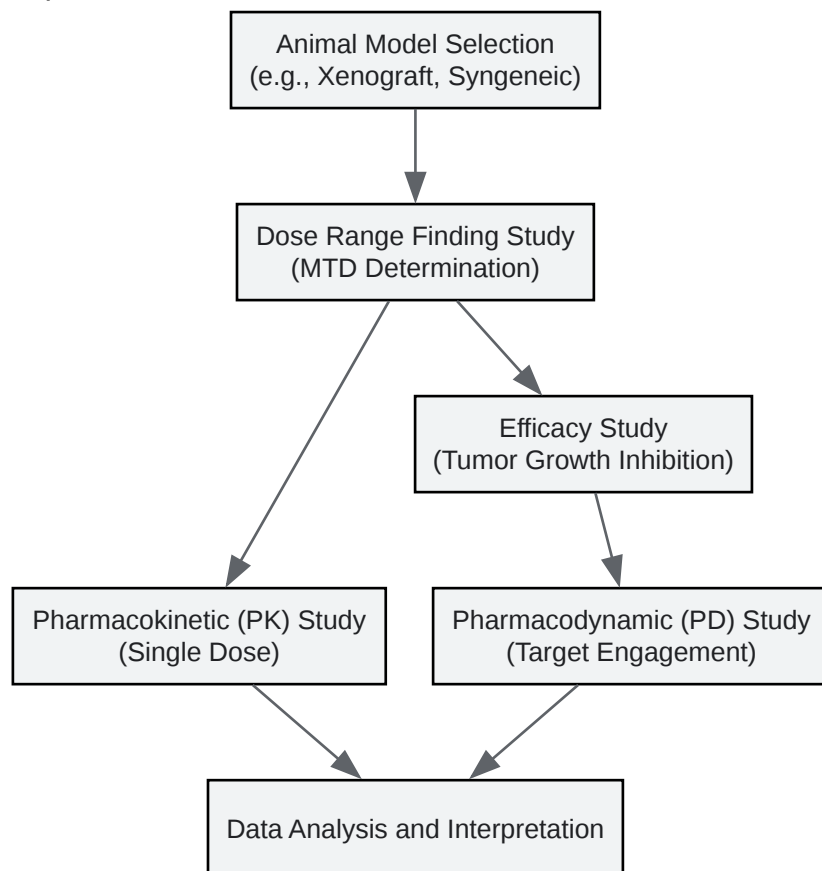 Animal Model Selection
(e.g., Xenograft, Syngeneic)
Dose Range Finding Study
(MTD Determination)
Efficacy Study
(Tumor Growth Inhibition)
Pharmacokinetic (PK) Study
(Single Dose)
Pharmacodynamic (PD) Study
(Target Engagement)
Data Analysis and Interpretation